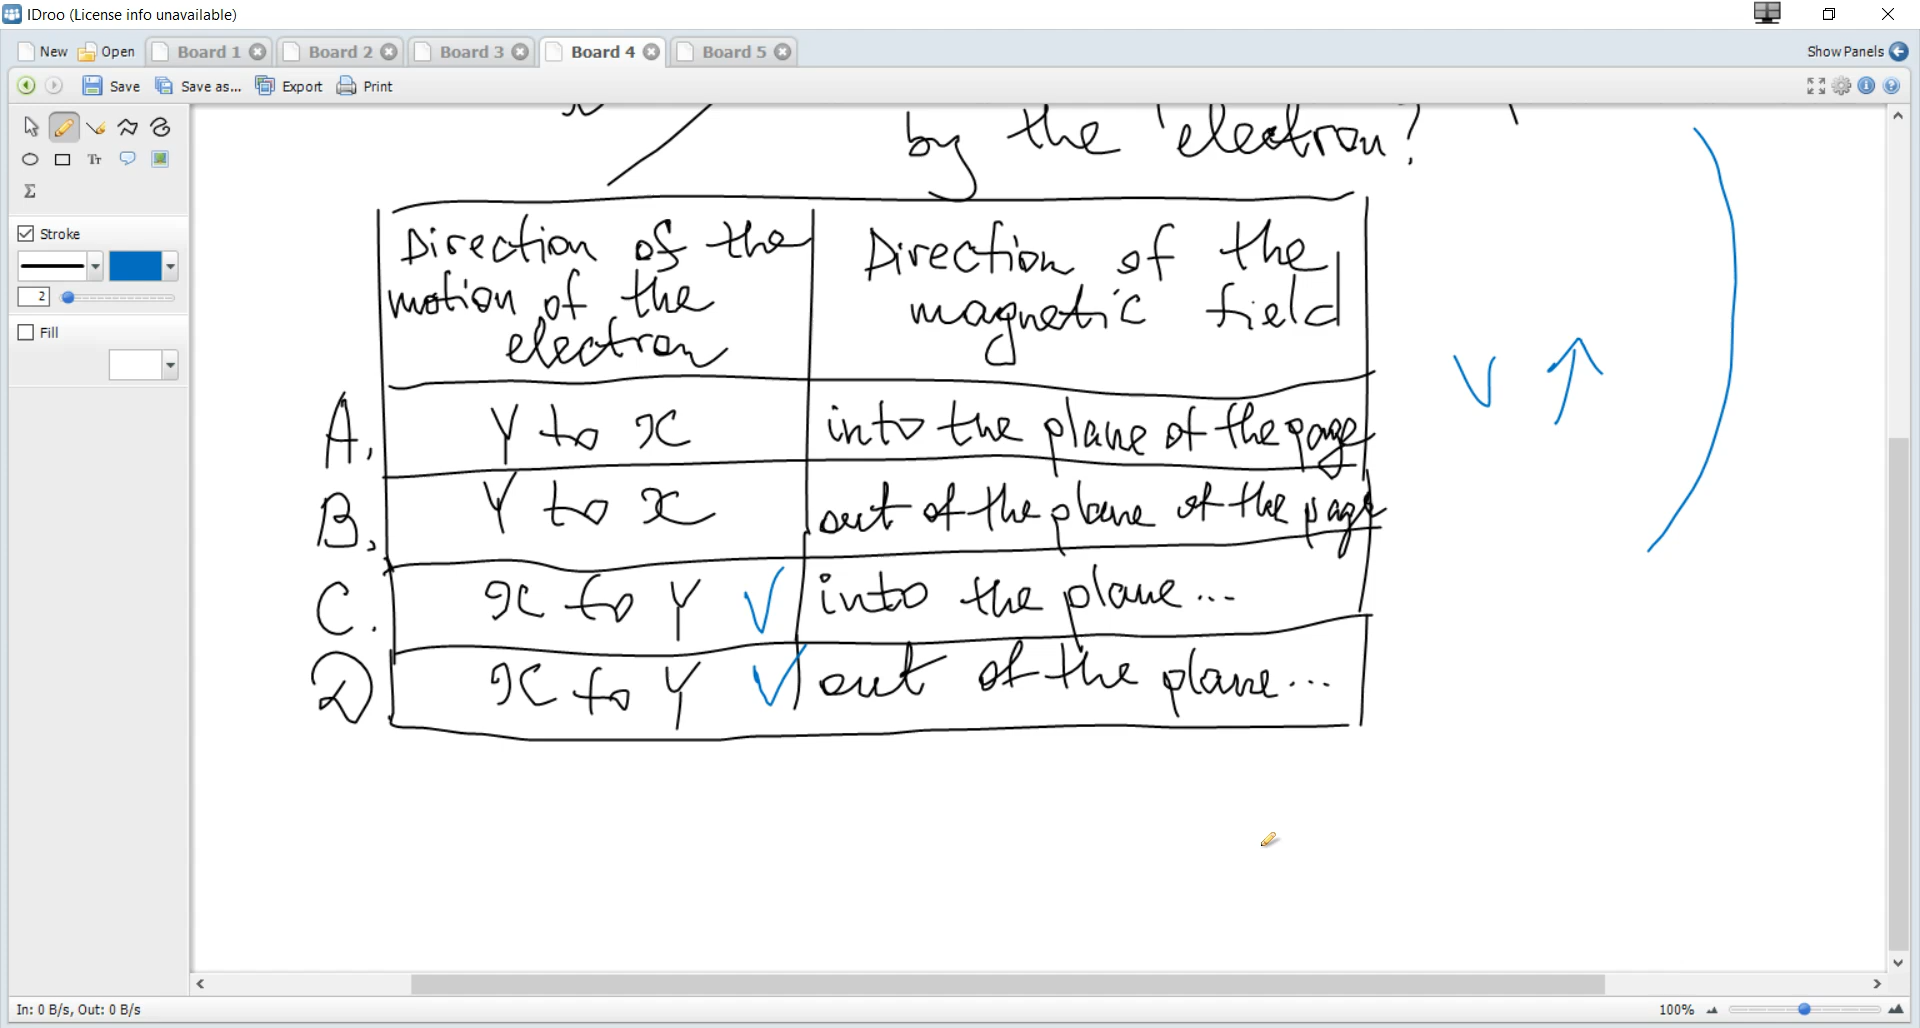 IDroo (License info unavailable)
New Open Board 1 Board 2 Board 3 Board 4 Board 5 Show Panels
Save Save as... Export Print
by the electron?
Stroke
2
Fill
Direction of the motion of the electron
Direction of the magnetic field
V ↑
A. Y to x into the plane of the page
B. Y to x out of the plane of the page
C. x to Y √ into the plane...
D x to Y √ out of the plane...
In: 0 B/s, Out: 0 B/s 100%